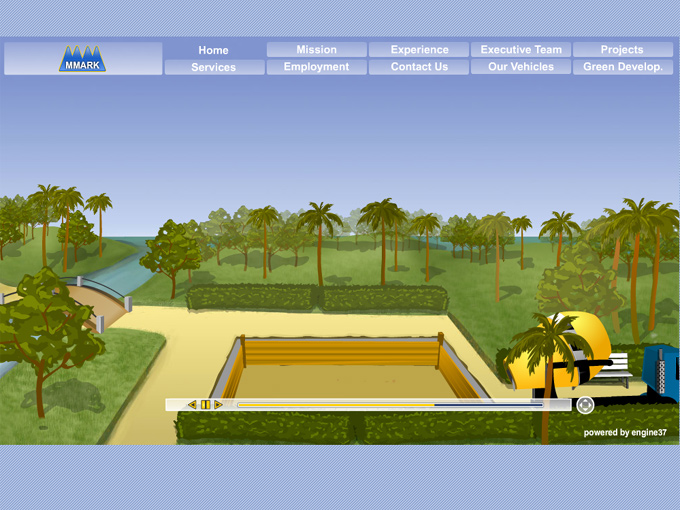 MMARK
Home
Mission
Experience
Executive Team
Projects
Services
Employment
Contact Us
Our Vehicles
Green Develop.
powered by engine37